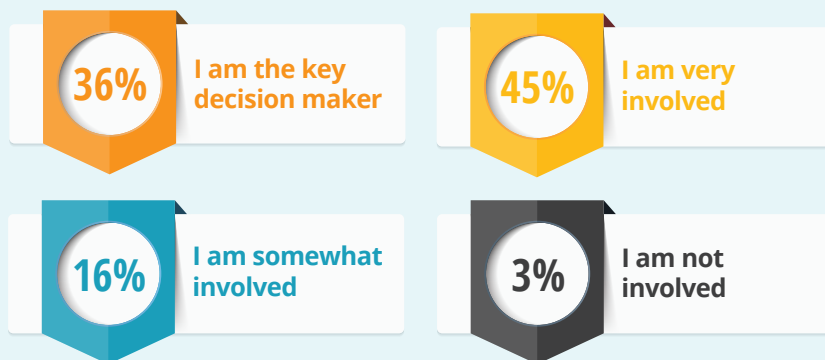 36%
I am the key
decision maker
45%
I am very
involved
16%
I am somewhat
involved
3%
I am not
involved